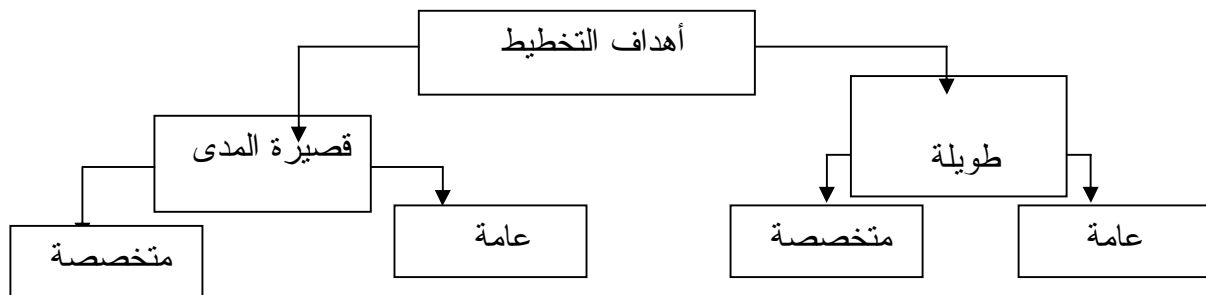 أهداف التخطيط
طويلة
قصيرة المدى
عامة
متخصصة
عامة
متخصصة